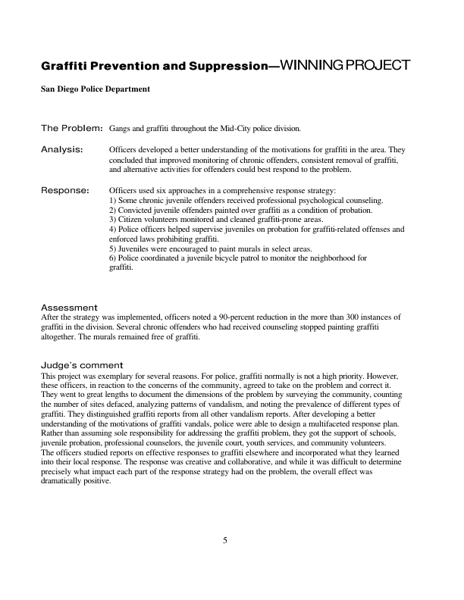 Graffiti Prevention and Suppression—WINNING PROJECT
San Diego Police Department
The Problem: Gangs and graffiti throughout the Mid-City police division.
Analysis: Officers developed a better understanding of the motivations for graffiti in the area. They
concluded that improved monitoring of chronic offenders, consistent removal of graffiti,
and alternative activities for offenders could best respond to the problem.
Response: Officers used six approaches in a comprehensive response strategy:
1) Some chronic juvenile offenders received professional psychological counseling.
2) Convicted juvenile offenders painted over graffiti as a condition of probation.
3) Citizen volunteers monitored and cleaned graffiti-prone areas.
4) Police officers helped supervise juveniles on probation for graffiti-related offenses and
enforced laws prohibiting graffiti.
5) Juveniles were encouraged to paint murals in select areas.
6) Police coordinated a juvenile bicycle patrol to monitor the neighborhood for
graffiti.
Assessment
After the strategy was implemented, officers noted a 90-percent reduction in the more than 300 instances of
graffiti in the division. Several chronic offenders who had received counseling stopped painting graffiti
altogether. The murals remained free of graffiti.
Judge's comment
This project was exemplary for several reasons. For police, graffiti normally is not a high priority. However,
these officers, in reaction to the concerns of the community, agreed to take on the problem and correct it.
They went to great lengths to document the dimensions of the problem by surveying the community, counting
the number of sites defaced, analyzing patterns of vandalism, and noting the prevalence of different types of
graffiti. They distinguished graffiti reports from all other vandalism reports. After developing a better
understanding of the motivations of graffiti vandals, police were able to design a multifaceted response plan.
Rather than assuming sole responsibility for addressing the graffiti problem, they got the support of schools,
juvenile probation, professional counselors, the juvenile court, youth services, and community volunteers.
The officers studied reports on effective responses to graffiti elsewhere and incorporated what they learned
into their local response. The response was creative and collaborative, and while it was difficult to determine
precisely what impact each part of the response strategy had on the problem, the overall effect was
dramatically positive.
5